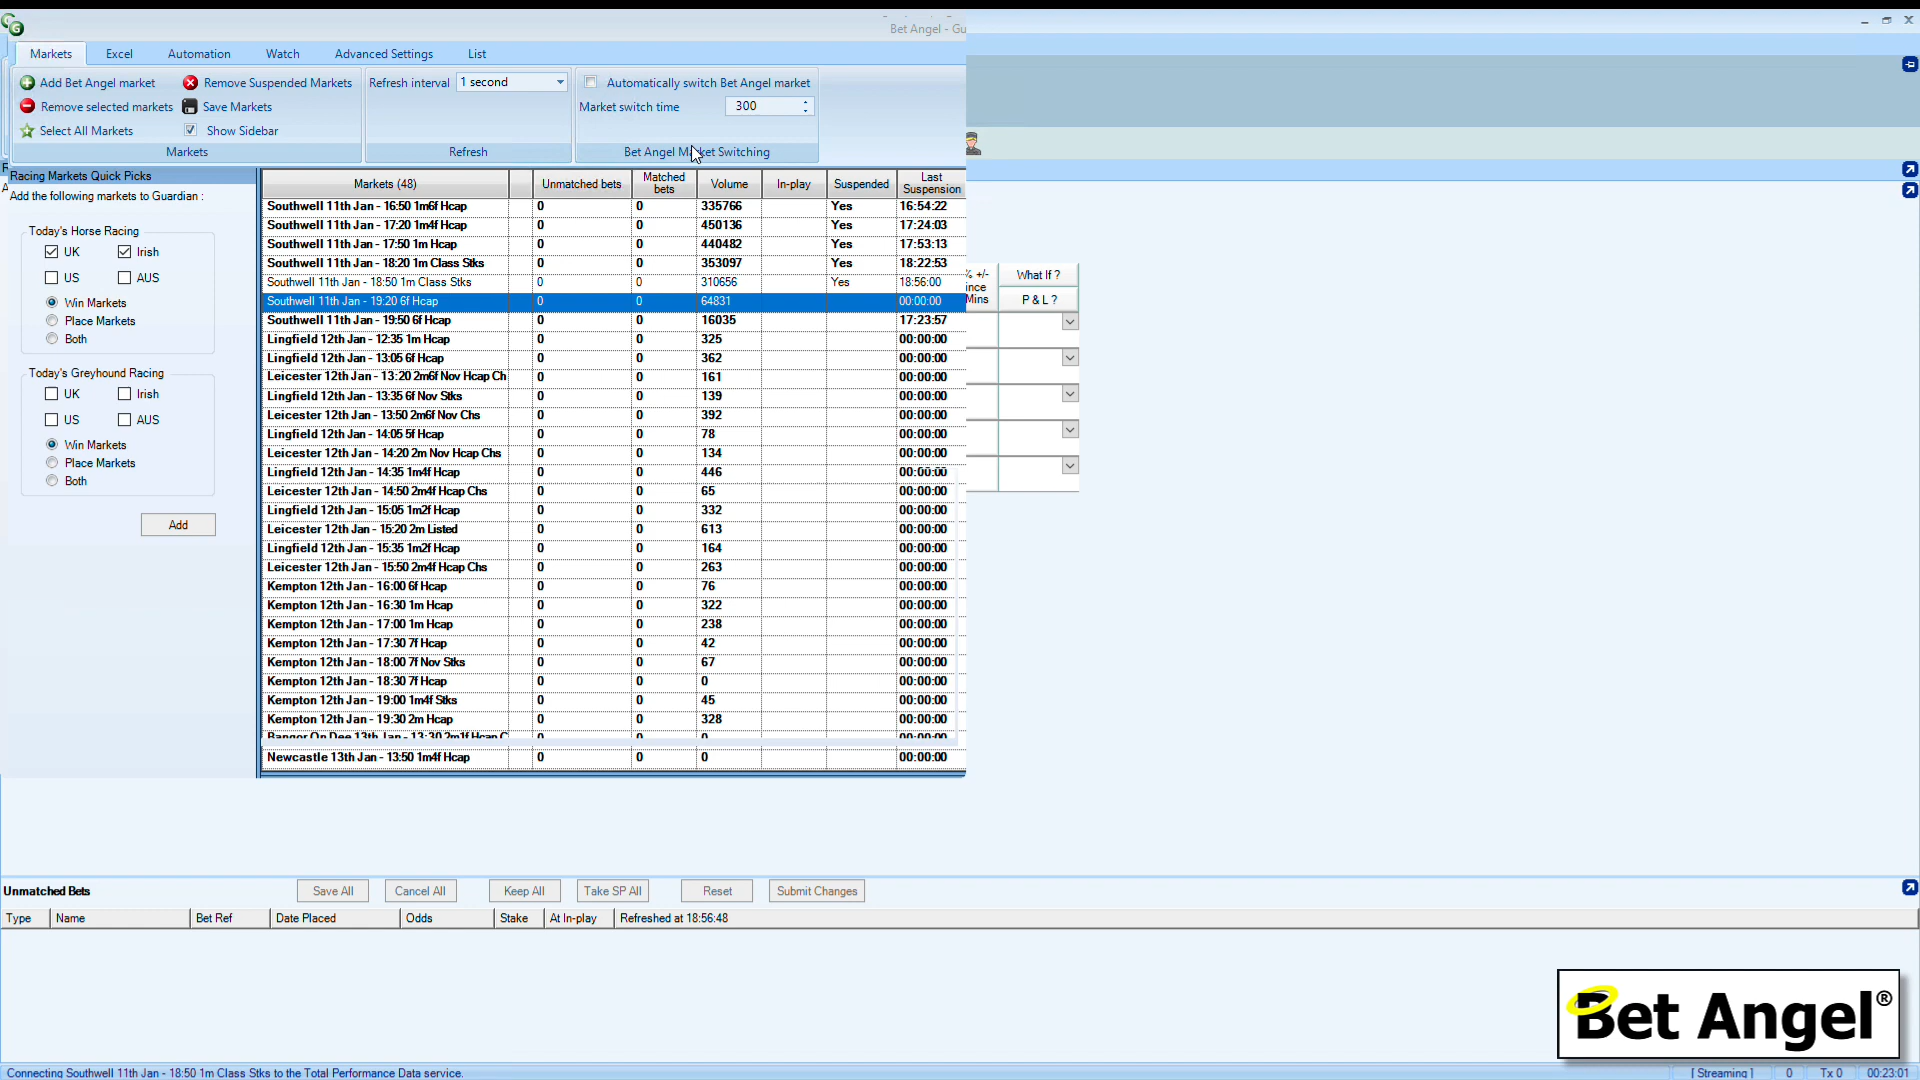 Bet Angel - Gu
Markets Excel Automation Watch Advanced Settings List
Add Bet Angel market Remove Suspended Markets Refresh interval 1 second Automatically switch Bet Angel market
Remove selected markets Save Markets Market switch time 300
Select All Markets Show Sidebar
Markets Refresh Bet Angel Market Switching
Racing Markets Quick Picks
Add the following markets to Guardian :
Today's Horse Racing
UK Irish
US AUS
Win Markets
Place Markets
Both
Today's Greyhound Racing
UK Irish
US AUS
Win Markets
Place Markets
Both
Add
Markets (48) Unmatched bets Matched bets Volume In-play Suspended Last Suspension
Southwell 11th Jan - 16:50 1m6f Hcap 0 0 335766 Yes 16:54:22
Southwell 11th Jan - 17:20 1m4f Hcap 0 0 450136 Yes 17:24:03
Southwell 11th Jan - 17:50 1m Hcap 0 0 440482 Yes 17:53:13
Southwell 11th Jan - 18:20 1m Class Stks 0 0 353097 Yes 18:22:53
Southwell 11th Jan - 18:50 1m Class Stks 0 0 310656 Yes 18:56:00
Southwell 11th Jan - 19:20 6f Hcap 0 0 64831 00:00:00
Southwell 11th Jan - 19:50 6f Hcap 0 0 16035 17:23:57
Lingfield 12th Jan - 12:35 1m Hcap 0 0 325 00:00:00
Lingfield 12th Jan - 13:05 6f Hcap 0 0 362 00:00:00
Leicester 12th Jan - 13:20 2m6f Nov Hcap Ch 0 0 161 00:00:00
Lingfield 12th Jan - 13:35 6f Nov Stks 0 0 139 00:00:00
Leicester 12th Jan - 13:50 2m6f Nov Chs 0 0 392 00:00:00
Lingfield 12th Jan - 14:05 5f Hcap 0 0 78 00:00:00
Leicester 12th Jan - 14:20 2m Nov Hcap Chs 0 0 134 00:00:00
Lingfield 12th Jan - 14:35 1m4f Hcap 0 0 446 00:00:00
Leicester 12th Jan - 14:50 2m4f Hcap Chs 0 0 65 00:00:00
Lingfield 12th Jan - 15:05 1m2f Hcap 0 0 332 00:00:00
Leicester 12th Jan - 15:20 2m Listed 0 0 613 00:00:00
Lingfield 12th Jan - 15:35 1m2f Hcap 0 0 164 00:00:00
Leicester 12th Jan - 15:50 2m4f Hcap Chs 0 0 263 00:00:00
Kempton 12th Jan - 16:00 6f Hcap 0 0 76 00:00:00
Kempton 12th Jan - 16:30 1m Hcap 0 0 322 00:00:00
Kempton 12th Jan - 17:00 1m Hcap 0 0 238 00:00:00
Kempton 12th Jan - 17:30 7f Hcap 0 0 42 00:00:00
Kempton 12th Jan - 18:00 7f Nov Stks 0 0 67 00:00:00
Kempton 12th Jan - 18:30 7f Hcap 0 0 0 00:00:00
Kempton 12th Jan - 19:00 1m4f Stks 0 0 45 00:00:00
Kempton 12th Jan - 19:30 2m Hcap 0 0 328 00:00:00
Bangor On Dee 13th Jan - 13:30 2m1f Hcap C 0 0 0 00:00:00
Newcastle 13th Jan - 13:50 1m4f Hcap 0 0 0 00:00:00
% +/- What If ?
ince
Mins P & L ?
Unmatched Bets Save All Cancel All Keep All Take SP All Reset Submit Changes
Type Name Bet Ref Date Placed Odds Stake At In-play Refreshed at 18:56:48
Bet Angel®
Connecting Southwell 11th Jan - 18:50 1m Class Stks to the Total Performance Data service. [ Streaming ] 0 Tx 0 00:23:01